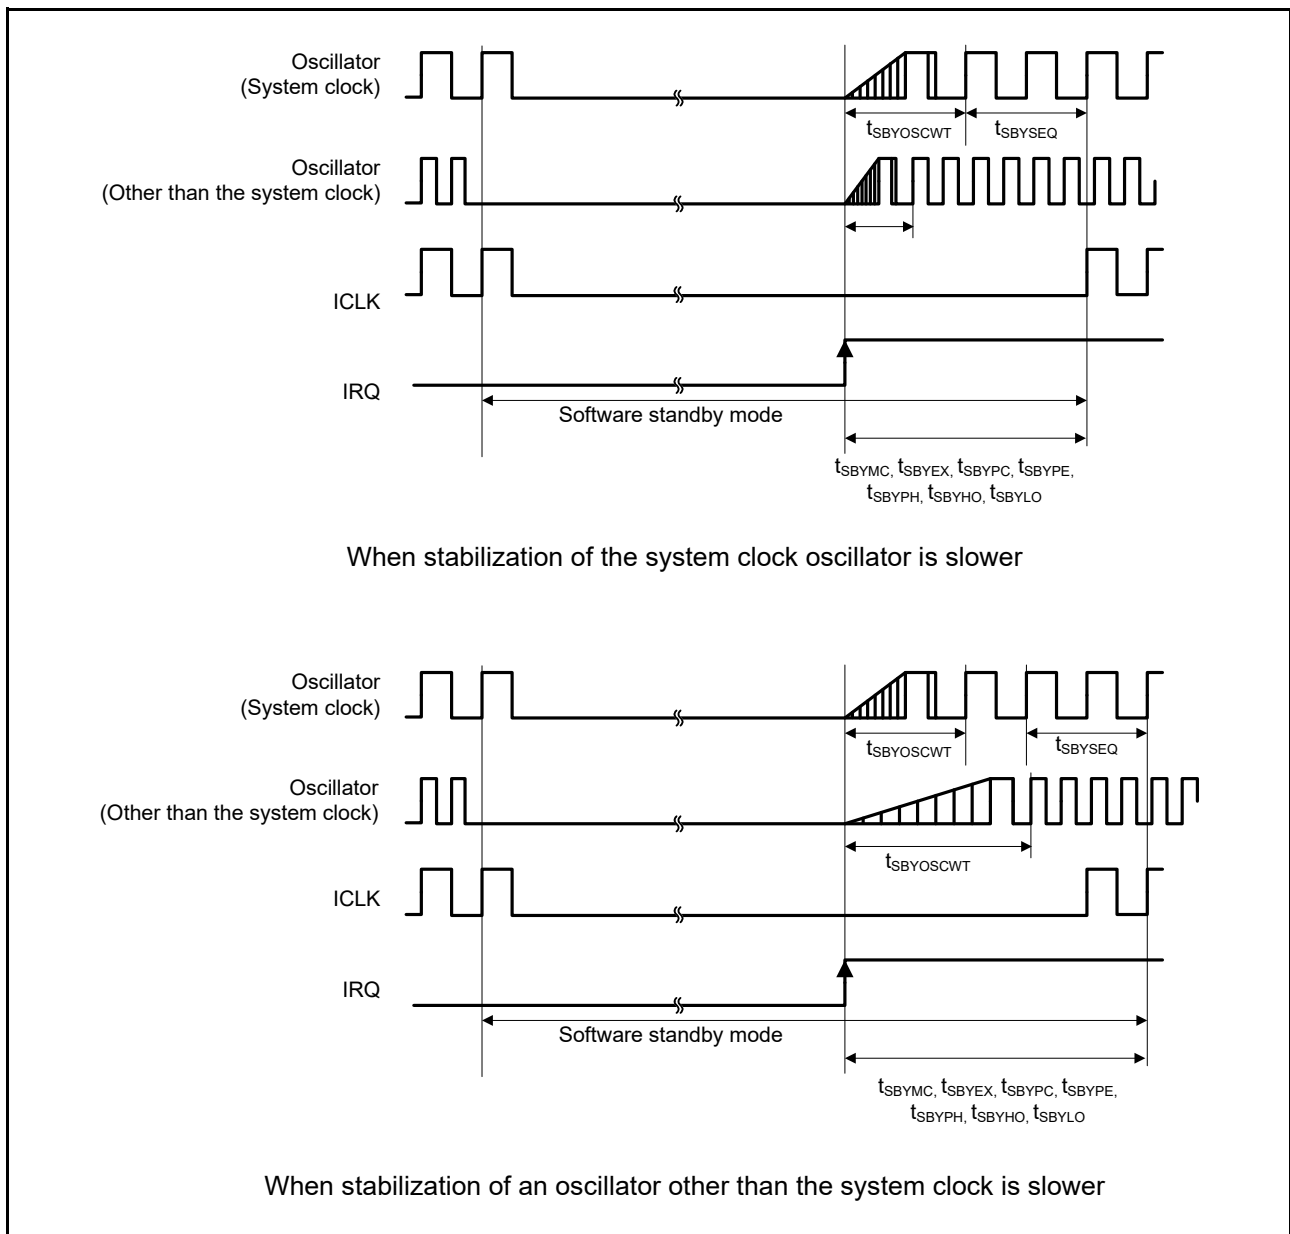 Oscillator
(System clock)
tSBYOSCWT
tSBYSEQ
Oscillator
(Other than the system clock)
ICLK
IRQ
Software standby mode
tSBYMC, tSBYEX, tSBYPC, tSBYPE,
tSBYPH, tSBYHO, tSBYLO
When stabilization of the system clock oscillator is slower
Oscillator
(System clock)
tSBYOSCWT
tSBYSEQ
Oscillator
(Other than the system clock)
tSBYOSCWT
ICLK
IRQ
Software standby mode
tSBYMC, tSBYEX, tSBYPC, tSBYPE,
tSBYPH, tSBYHO, tSBYLO
When stabilization of an oscillator other than the system clock is slower